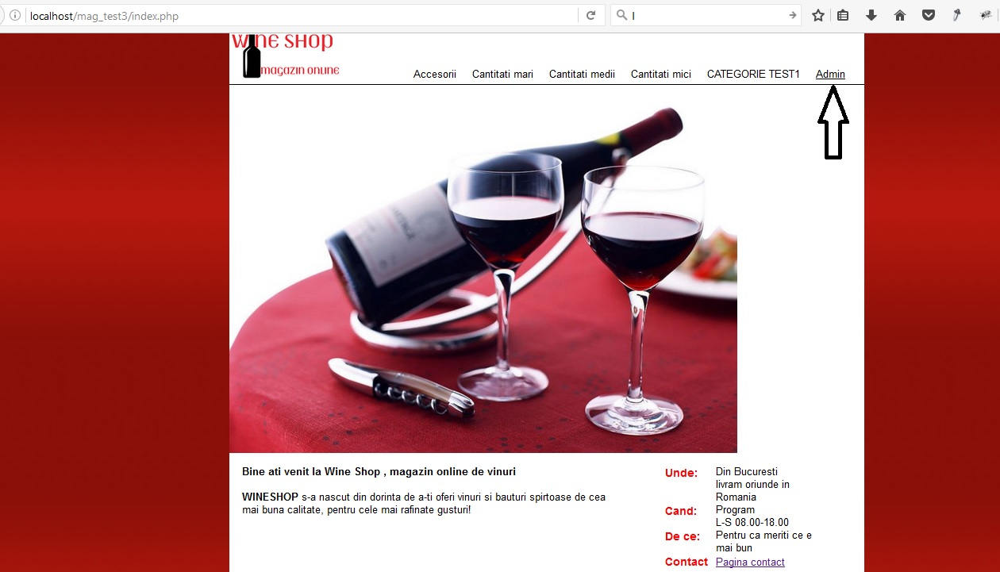 localhost/mag_test3/index.php
l
WINE SHOP
magazin online
Accesorii Cantitati mari Cantitati medii Cantitati mici CATEGORIE TEST1 Admin
Bine ati venit la Wine Shop , magazin online de vinuri
WINESHOP s-a nascut din dorinta de a-ti oferi vinuri si bauturi spirtoase de cea
mai buna calitate, pentru cele mai rafinate gusturi!
Unde: Din Bucuresti
livram oriunde in
Romania
Cand: Program
L-S 08.00-18.00
De ce: Pentru ca meriti ce e
mai bun
Contact Pagina contact